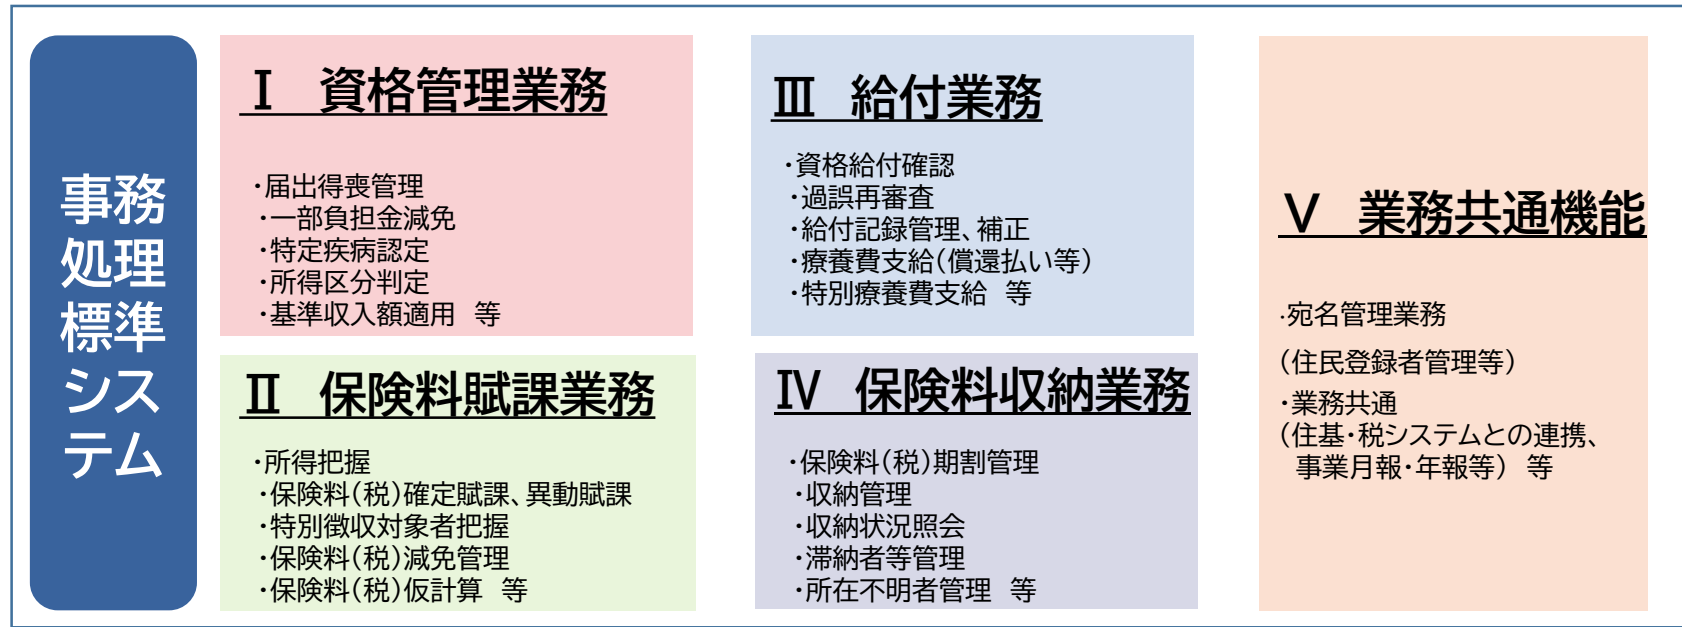 事務
処理
標準
シス
テム
Ⅰ　資格管理業務
・届出得喪管理
・一部負担金減免
・特定疾病認定
・所得区分判定
・基準収入額適用　等
Ⅱ　保険料賦課業務
・所得把握
・保険料(税)確定賦課、異動賦課
・特別徴収対象者把握
・保険料(税)減免管理
・保険料(税)仮計算　等
Ⅲ　給付業務
・資格給付確認
・過誤再審査
・給付記録管理、補正
・療養費支給(償還払い等)
・特別療養費支給　等
Ⅳ　保険料収納業務
・保険料(税)期割管理
・収納管理
・収納状況照会
・滞納者等管理
・所在不明者管理　等
Ⅴ　業務共通機能
・宛名管理業務
(住民登録者管理等)
・業務共通
(住基・税システムとの連携、
事業月報・年報等)　等